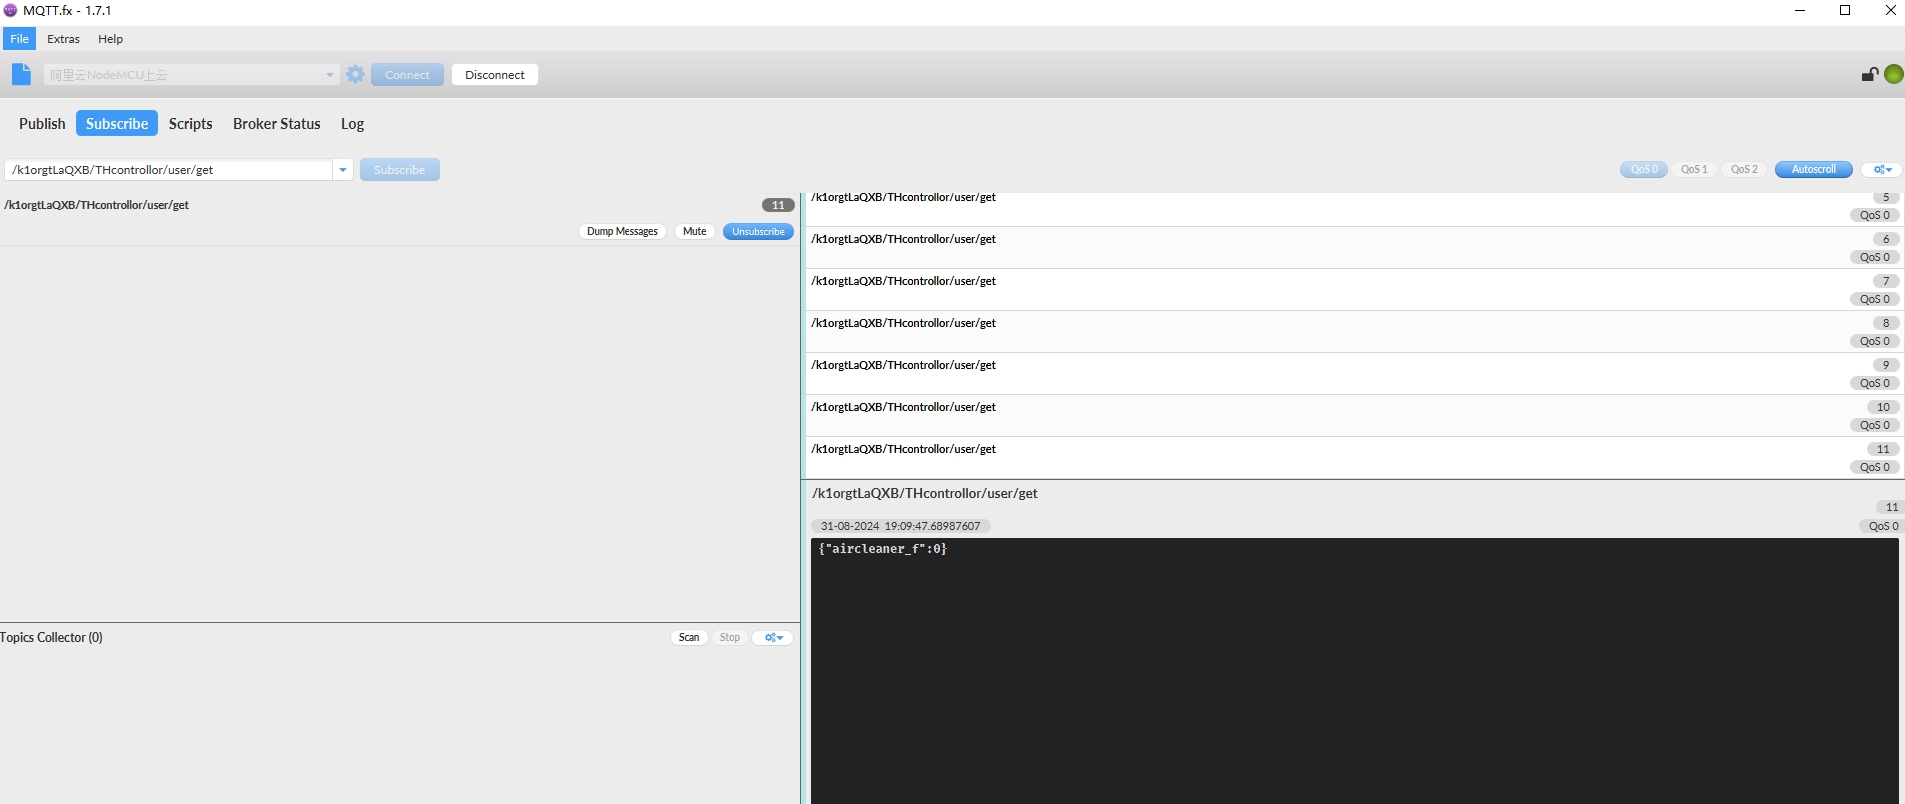 MQTT.fx - 1.7.1
File Extras Help
阿里云NodeMCU上云 Connect Disconnect
Publish Subscribe Scripts Broker Status Log
/k1orgtLaQXB/THcontrollor/user/get Subscribe QoS 0 QoS 1 QoS 2 Autoscroll
/k1orgtLaQXB/THcontrollor/user/get 11
Dump Messages Mute Unsubscribe
Topics Collector (0) Scan Stop
/k1orgtLaQXB/THcontrollor/user/get 5
QoS 0
/k1orgtLaQXB/THcontrollor/user/get 6
QoS 0
/k1orgtLaQXB/THcontrollor/user/get 7
QoS 0
/k1orgtLaQXB/THcontrollor/user/get 8
QoS 0
/k1orgtLaQXB/THcontrollor/user/get 9
QoS 0
/k1orgtLaQXB/THcontrollor/user/get 10
QoS 0
/k1orgtLaQXB/THcontrollor/user/get 11
QoS 0
/k1orgtLaQXB/THcontrollor/user/get
11
31-08-2024 19:09:47.68987607 QoS 0
{"aircleaner_f":0}